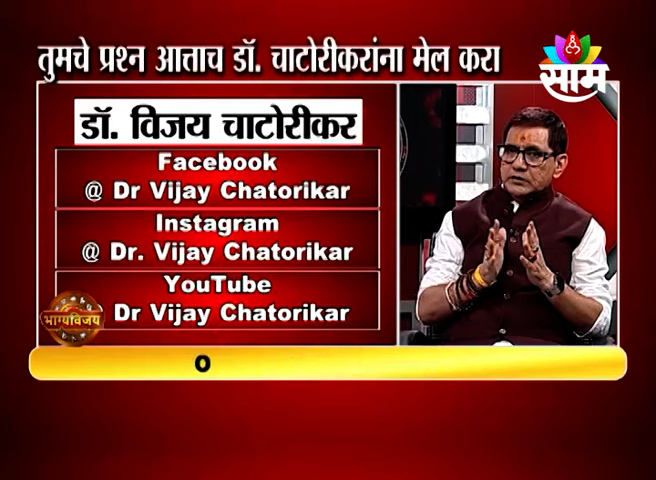 तुमचे प्रश्न आत्ताच डॉ. चाटोरीकरांना मेल करा
साम
डॉ. विजय चाटोरीकर
Facebook
@ Dr Vijay Chatorikar
Instagram
@ Dr. Vijay Chatorikar
YouTube
Dr Vijay Chatorikar
भाग्यविजय
0